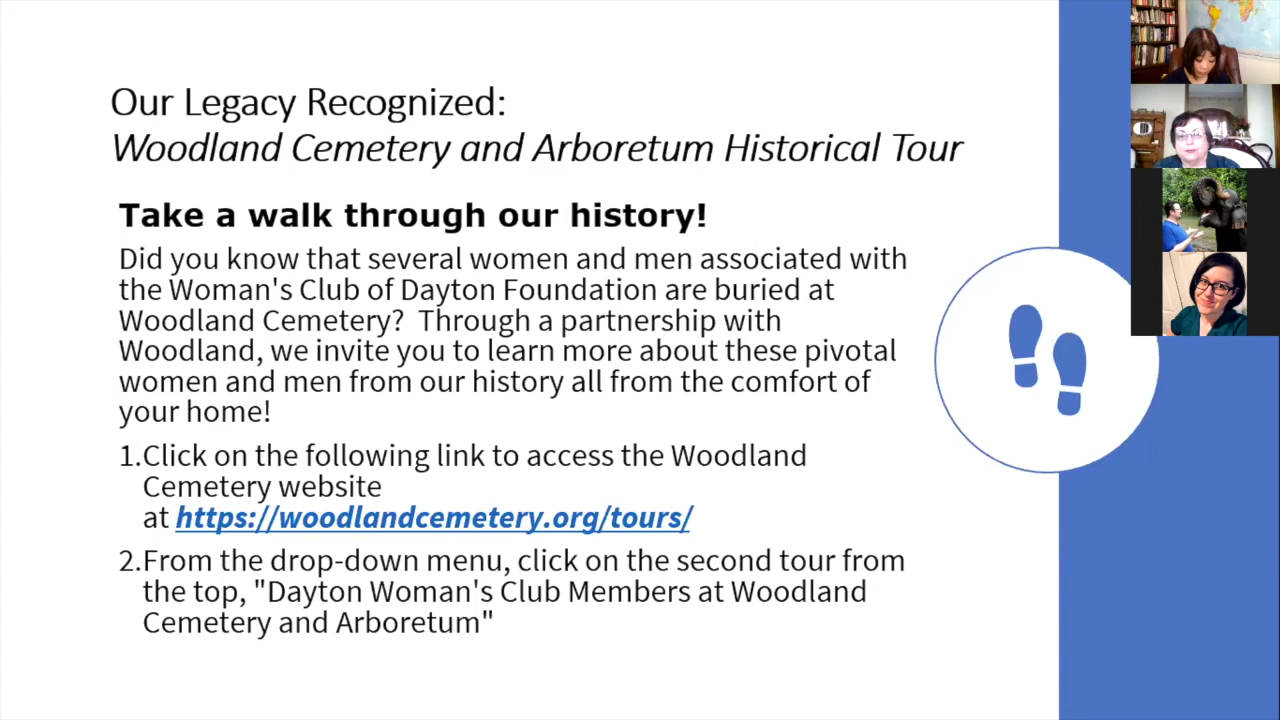 Our Legacy Recognized:
Woodland Cemetery and Arboretum Historical Tour
Take a walk through our history!
Did you know that several women and men associated with
the Woman's Club of Dayton Foundation are buried at
Woodland Cemetery?  Through a partnership with
Woodland, we invite you to learn more about these pivotal
women and men from our history all from the comfort of
your home!
1.Click on the following link to access the Woodland
Cemetery website
at https://woodlandcemetery.org/tours/
2.From the drop-down menu, click on the second tour from
the top, "Dayton Woman's Club Members at Woodland
Cemetery and Arboretum"